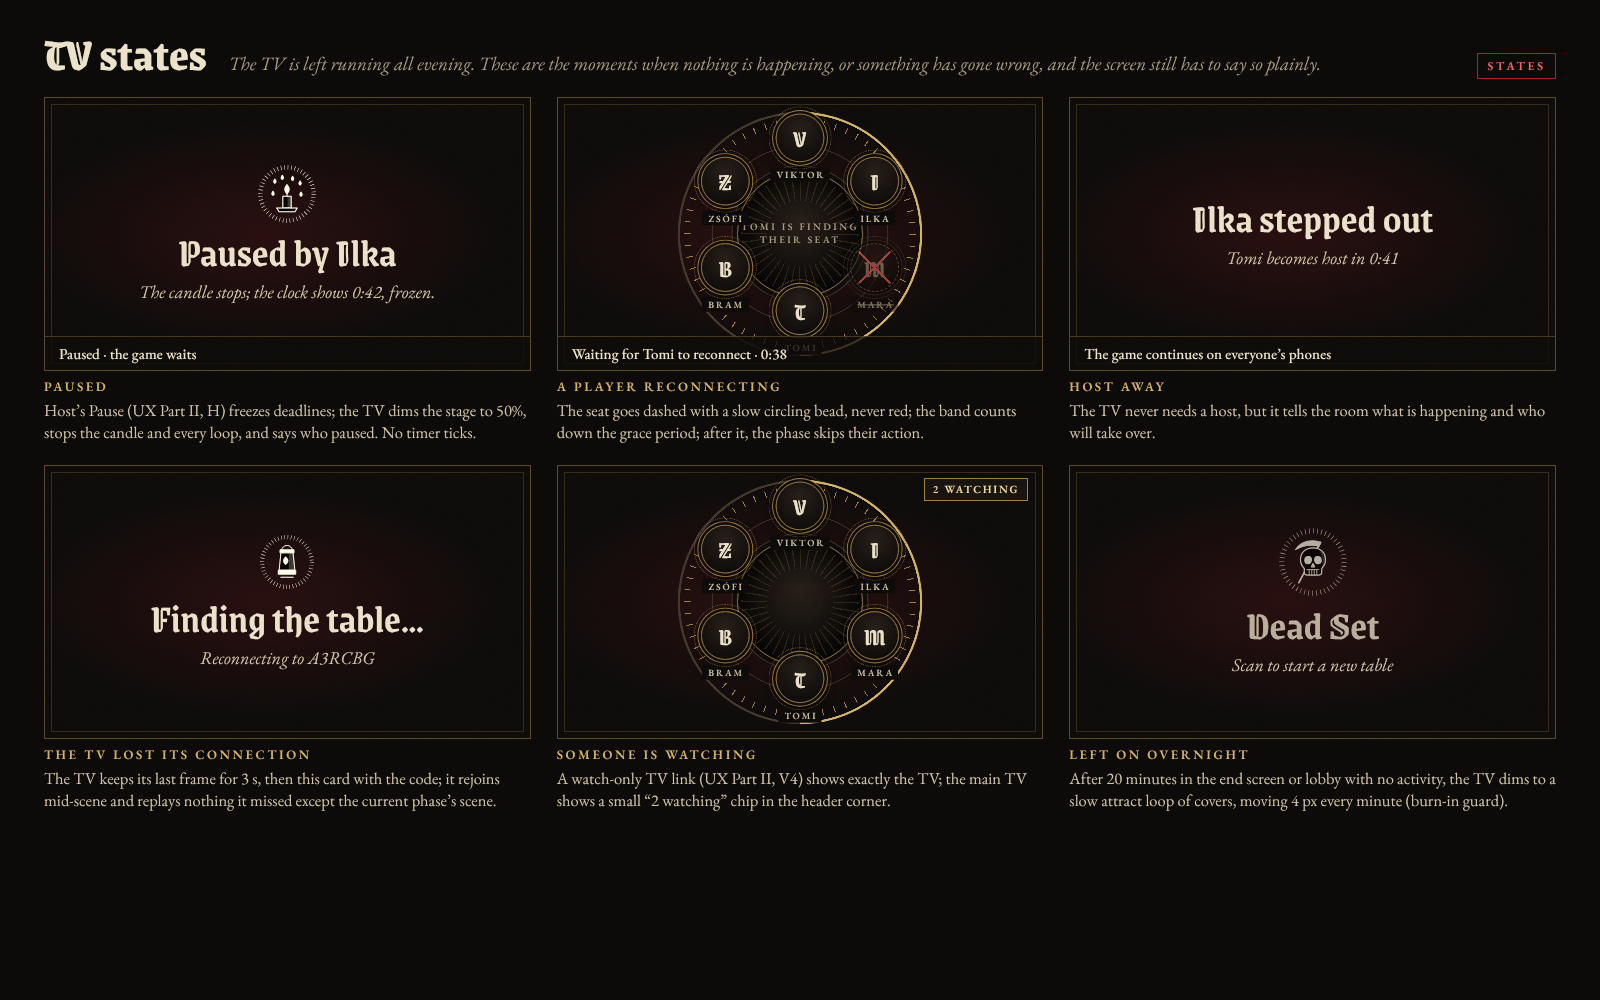 TV states
The TV is left running all evening. These are the moments when nothing is happening, or something has gone wrong, and the screen still has to say so plainly.
STATES
Paused by Ilka
The candle stops; the clock shows 0:42, frozen.
Paused · the game waits
PAUSED
Host’s Pause (UX Part II, H) freezes deadlines; the TV dims the stage to 50%,
stops the candle and every loop, and says who paused. No timer ticks.
V
VIKTOR
Z
ZSÓFI
I
ILKA
TOMI IS FINDING
THEIR SEAT
B
BRAM
M
MARA
T
TOMI
Waiting for Tomi to reconnect · 0:38
A PLAYER RECONNECTING
The seat goes dashed with a slow circling bead, never red; the band counts
down the grace period; after it, the phase skips their action.
Ilka stepped out
Tomi becomes host in 0:41
The game continues on everyone’s phones
HOST AWAY
The TV never needs a host, but it tells the room what is happening and who
will take over.
Finding the table...
Reconnecting to A3RCBG
THE TV LOST ITS CONNECTION
The TV keeps its last frame for 3 s, then this card with the code; it rejoins
mid-scene and replays nothing it missed except the current phase’s scene.
2 WATCHING
V
VIKTOR
Z
ZSÓFI
I
ILKA
B
BRAM
M
MARA
T
TOMI
SOMEONE IS WATCHING
A watch-only TV link (UX Part II, V4) shows exactly the TV; the main TV
shows a small “2 watching” chip in the header corner.
Dead Set
Scan to start a new table
LEFT ON OVERNIGHT
After 20 minutes in the end screen or lobby with no activity, the TV dims to a
slow attract loop of covers, moving 4 px every minute (burn-in guard).